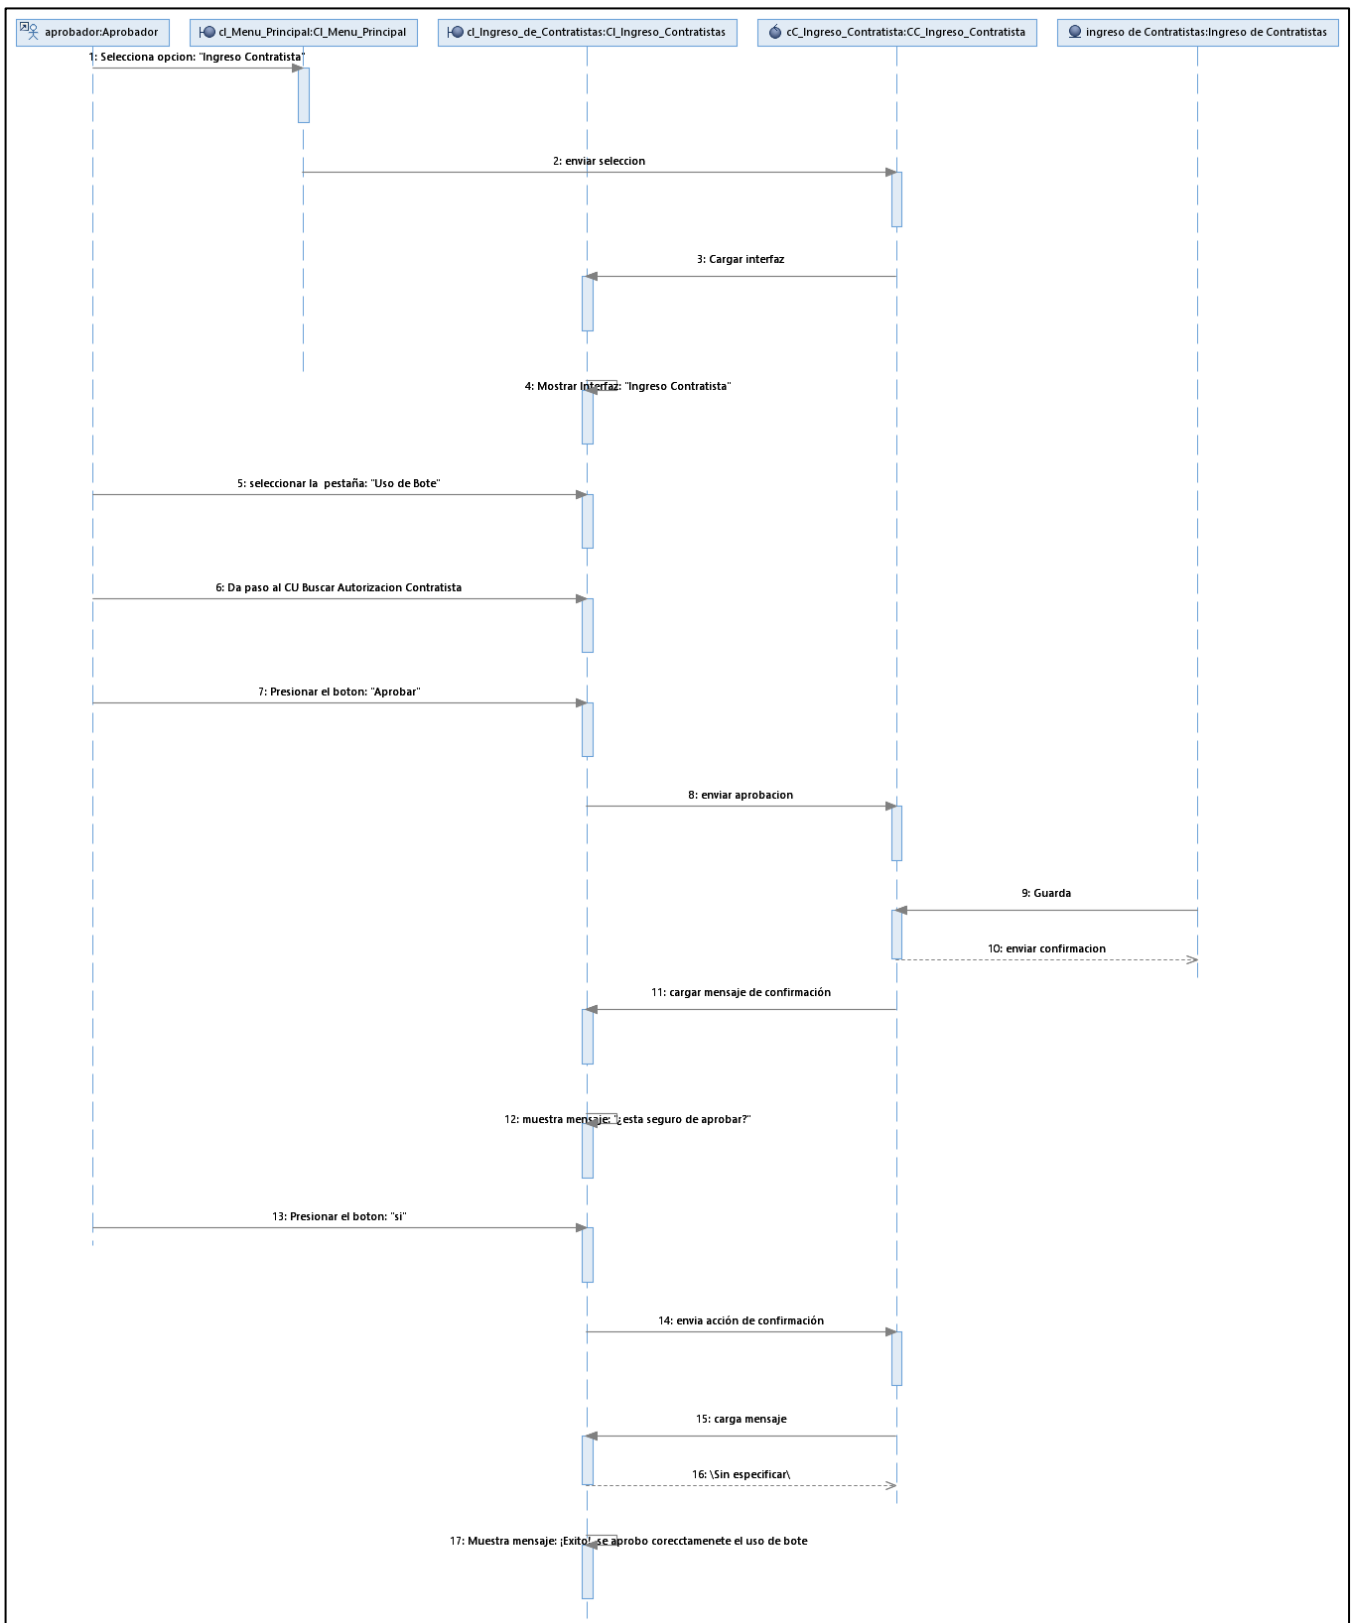 aprobador:Aprobador
cI_Menu_Principal:CI_Menu_Principal
cI_Ingreso_de_Contratistas:CI_Ingreso_Contratistas
cC_Ingreso_Contratista:CC_Ingreso_Contratista
ingreso de Contratistas:Ingreso de Contratistas
1: Selecciona opcion: "Ingreso Contratista"
2: enviar seleccion
3: Cargar interfaz
4: Mostrar Interfaz: "Ingreso Contratista"
5: seleccionar la pestaña: "Uso de Bote"
6: Da paso al CU Buscar Autorizacion Contratista
7: Presionar el boton: "Aprobar"
8: enviar aprobacion
9: Guarda
10: enviar confirmacion
11: cargar mensaje de confirmación
12: muestra mensaje: "¿esta seguro de aprobar?"
13: Presionar el boton: "si"
14: envia acción de confirmación
15: carga mensaje
16: \Sin especificar\
17: Muestra mensaje: ¡Exito!, se aprobo corecctamenete el uso de bote